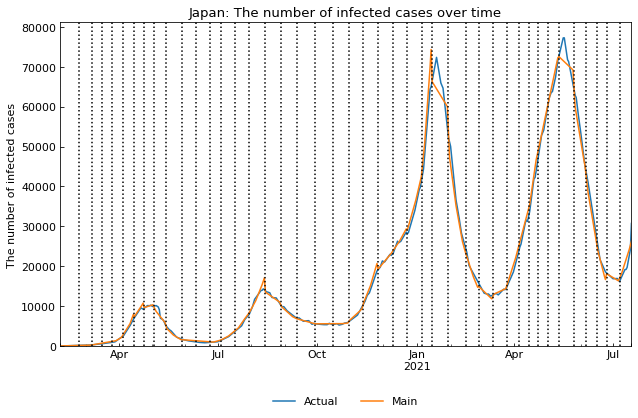 Japan: The number of infected cases over time
The number of infected cases
80000
70000
60000
50000
40000
30000
20000
10000
0
Apr Jul Oct Jan Apr Jul
2021
Actual Main